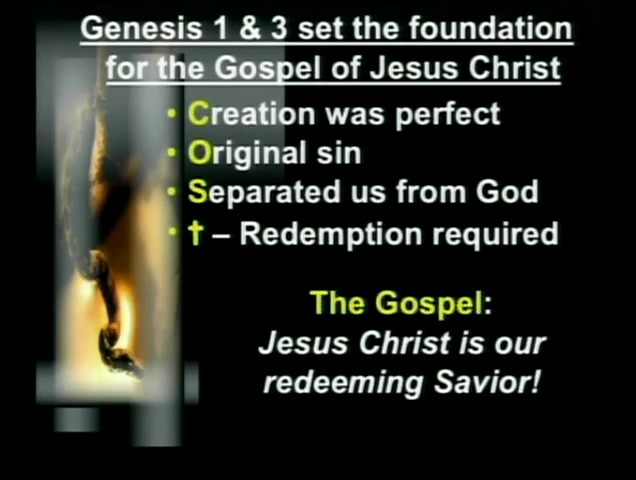 Genesis 1 & 3 set the foundation
for the Gospel of Jesus Christ
• Creation was perfect
• Original sin
• Separated us from God
• † – Redemption required
The Gospel:
Jesus Christ is our
redeeming Savior!